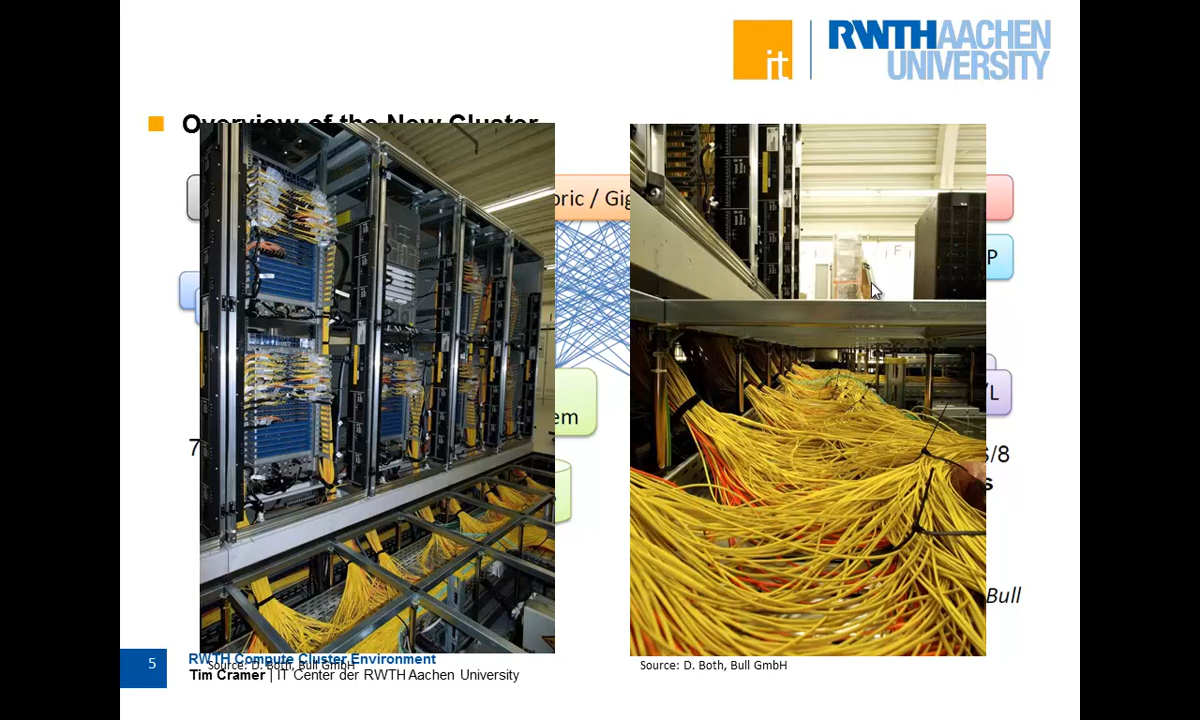 it
RWTHAACHEN
UNIVERSITY
Overview of the New Cluster
oric / Gig
P
em
/L
7
3/8
s
Bull
5
RWTH Compute Cluster Environment
Source: D. Both, Bull GmbH
Tim Cramer | IT Center der RWTH Aachen University
Source: D. Both, Bull GmbH